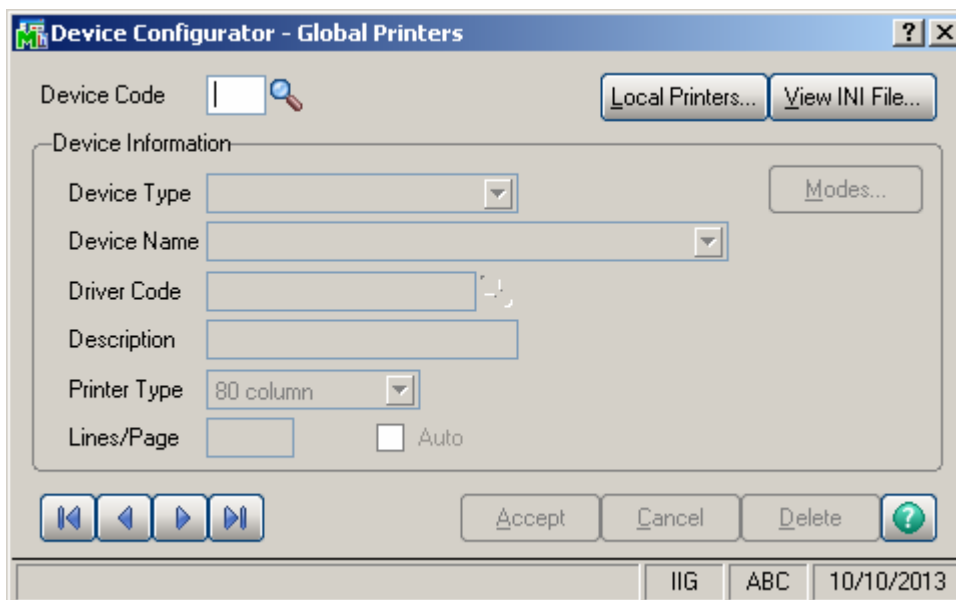 Device Configurator - Global Printers
Device Code Local Printers... View INI File...
Device Information
Device Type Modes...
Device Name
Driver Code
Description
Printer Type 80 column
Lines/Page Auto
Accept Cancel Delete ?
IIG ABC 10/10/2013